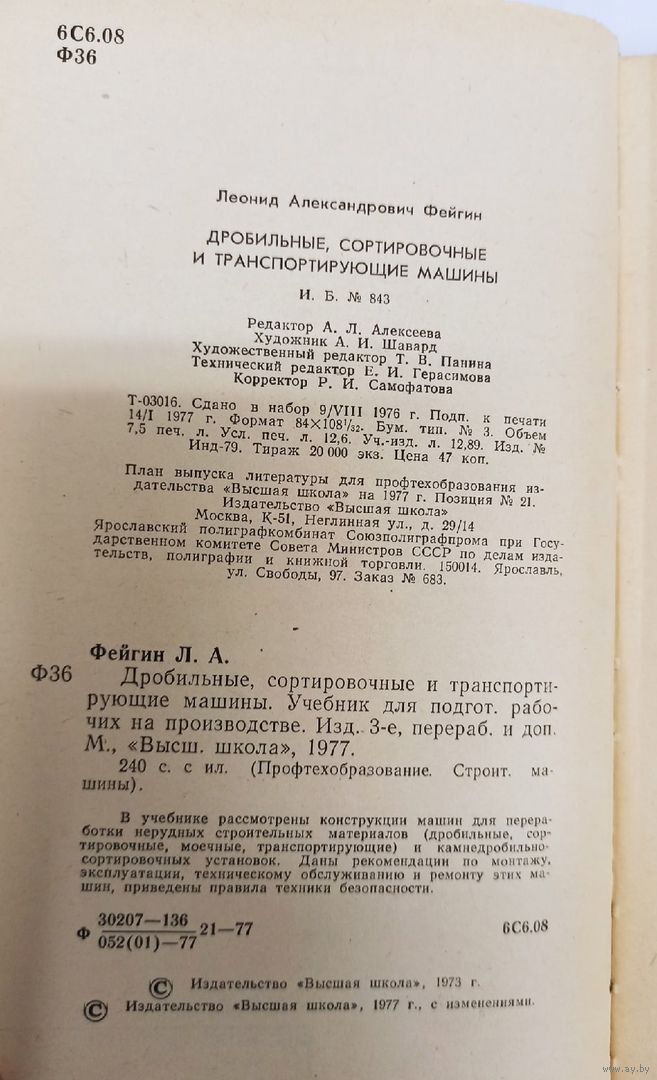 6С6.08
Ф36
Леонид Александрович Фейгин
ДРОБИЛЬНЫЕ, СОРТИРОВОЧНЫЕ
И ТРАНСПОРТИРУЮЩИЕ МАШИНЫ
И. Б. № 843
Редактор А. Л. Алексеева
Художник А. И. Шавард
Художественный редактор Т. В. Панина
Технический редактор Е. И. Герасимова
Корректор Р. И. Самофатова
Т-03016. Сдано в набор 9/VIII 1976 г. Подп. к печати
14/I 1977 г. Формат 84×108¹/₃₂. Бум. тип. № 3. Объем
7,5 печ. л. Усл. печ. л. 12,6. Уч.-изд. л. 12,89. Изд. №
Инд-79. Тираж 20 000 экз. Цена 47 коп.
План выпуска литературы для профтехобразования из-
дательства «Высшая школа» на 1977 г. Позиция № 21.
Издательство «Высшая школа»
Москва, К-51, Неглинная ул., д. 29/14
Ярославский полиграфкомбинат Союзполиграфпрома при Госу-
дарственном комитете Совета Министров СССР по делам изда-
тельств, полиграфии и книжной торговли. 150014. Ярославль,
ул. Свободы, 97. Заказ № 683.
Фейгин Л. А.
Ф36 Дробильные, сортировочные и транспорти-
рующие машины. Учебник для подгот. рабо-
чих на производстве. Изд. 3-е, перераб. и доп.
М., «Высш. школа», 1977.
240 с. с ил. (Профтехобразование. Строит. ма-
шины).
В учебнике рассмотрены конструкции машин для перера-
ботки нерудных строительных материалов (дробильные, сор-
тировочные, моечные, транспортирующие) и камнедробильно-
сортировочных установок. Даны рекомендации по монтажу,
эксплуатации, техническому обслуживанию и ремонту этих ма-
шин, приведены правила техники безопасности.
Ф 30207—136
052(01)—77 21—77 6С6.08
© Издательство «Высшая школа», 1973 г.
© Издательство «Высшая школа», 1977 г., с изменениями.
www.ay.by